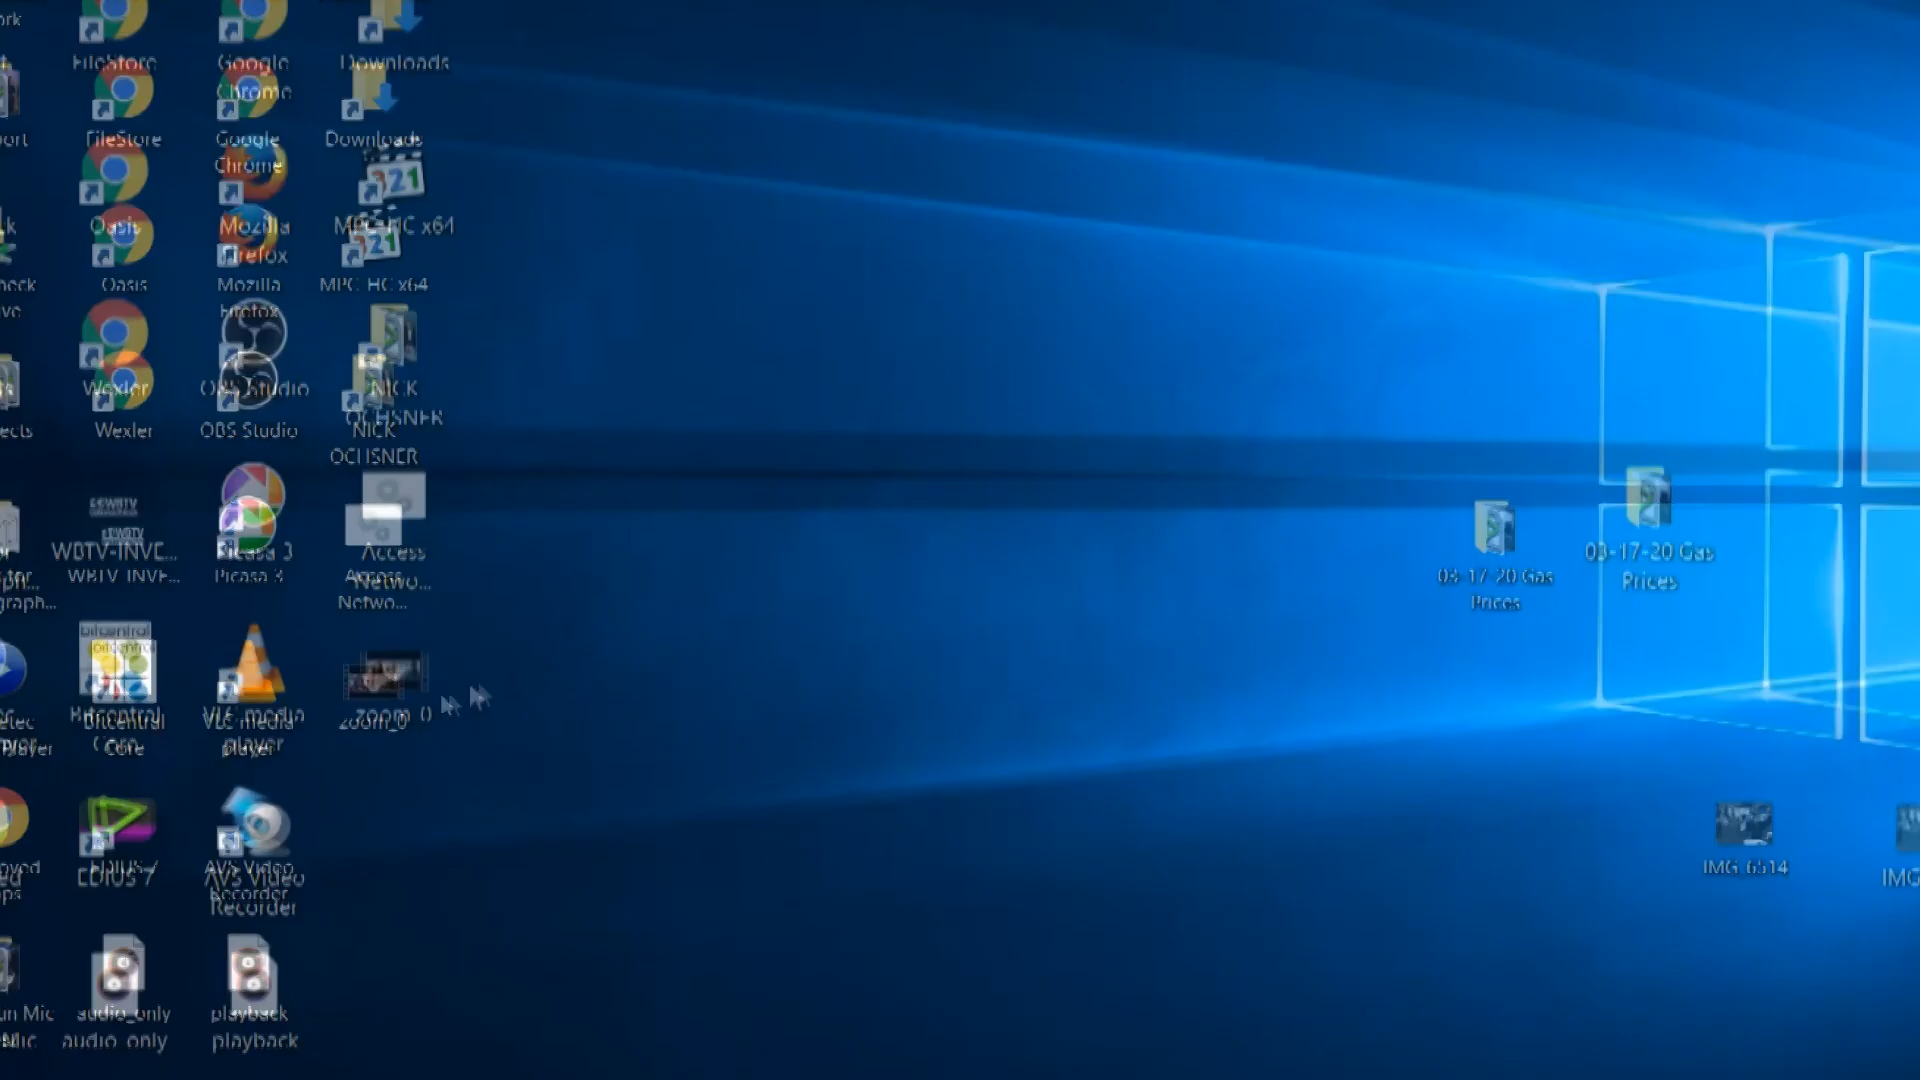 FileStore
Google
Chrome
Downloads
FileStore
Google
Chrome
Downloads
Oasis
Mozilla
Firefox
MPC-HC x64
Oasis
Mozilla
Firefox
MPC-HC x64
Wexler
OBS Studio
NICK
OCHSNER
Wexler
OBS Studio
NICK
OCHSNER
WBTV-INVE...
Picasa 3
Access
Netwo...
03-17-20 Gas
Prices
WBTV-INVE...
Picasa 3
Access
Netwo...
03-17-20 Gas
Prices
bitcentral
bitcentral
Bitcentral
Core
VLC media
player
zoom_0
Bitcentral
Core
VLC media
player
zoom_0
EDIUS 7
AVS Video
Recorder
IMG_6514
EDIUS 7
AVS Video
Recorder
audio_only
playback
audio_only
playback